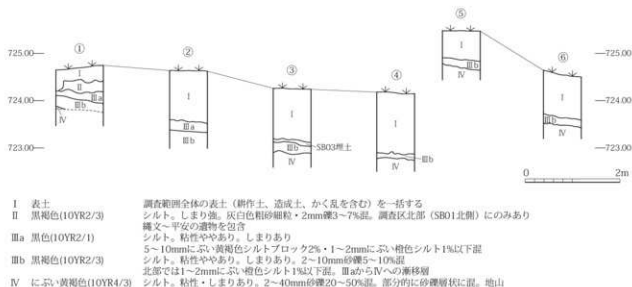 ⑤
①
②
③
④
⑥
725.00
725.00
724.00
724.00
723.00
723.00
Ⅰ
Ⅱ
Ⅲa
Ⅲb
Ⅳ
Ⅰ
Ⅲa
Ⅲb
Ⅰ
Ⅲb
Ⅳ
SB03埋土
Ⅰ
Ⅲb
Ⅳ
Ⅰ
Ⅲb
Ⅳ
Ⅰ
Ⅲb
Ⅳ
0 2m
Ⅰ 表土 調査範囲全体の表土（耕作土、造成土、かく乱を含む）を一括する
Ⅱ 黒褐色(10YR2/3) シルト。しまり強。灰白色粗砂細粒・2mm礫3～7%混。調査区北部（SB01北側）にのみあり
縄文～平安の遺物を包含
Ⅲa 黒色(10YR2/1) シルト。粘性ややあり。しまりあり
5～10mmにぶい黄褐色シルトブロック2%・1～2mmにぶい橙色シルト1%以下混
Ⅲb 黒褐色(10YR2/3) シルト。粘性ややあり。しまりあり。2～10mm砂礫5～10%混
北部では1～2mmにぶい橙色シルト1%以下混。ⅢaからⅣへの漸移層
Ⅳ にぶい黄褐色(10YR4/3) シルト。粘性・しまりあり。2～40mm砂礫20～50%混。部分的に砂礫層状に混。地山